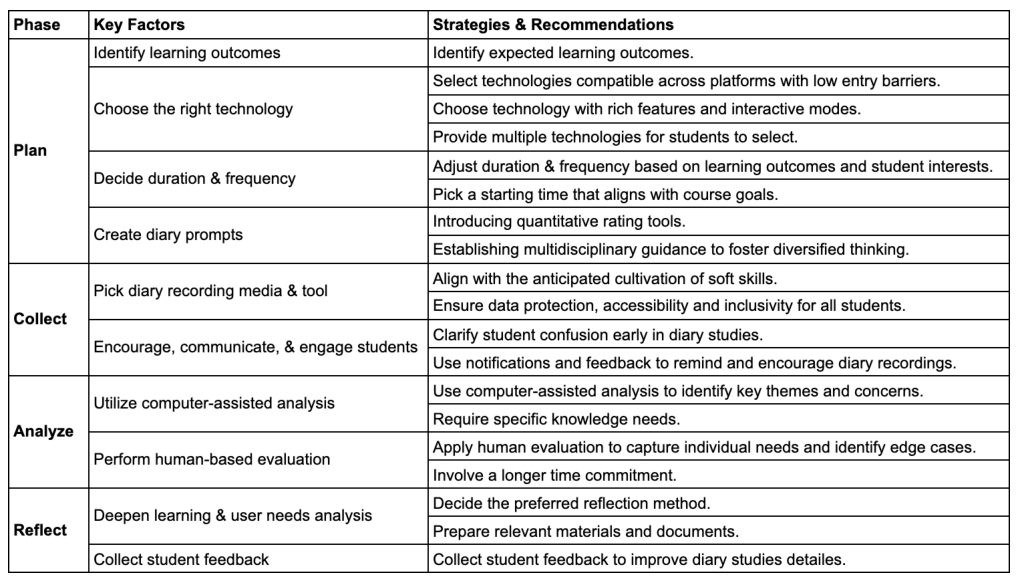 Phase Key Factors Strategies & Recommendations
Plan
Identify learning outcomes Identify expected learning outcomes.
Choose the right technology
Select technologies compatible across platforms with low entry barriers.
Choose technology with rich features and interactive modes.
Provide multiple technologies for students to select.
Decide duration & frequency
Adjust duration & frequency based on learning outcomes and student interests.
Pick a starting time that aligns with course goals.
Create diary prompts
Introducing quantitative rating tools.
Establishing multidisciplinary guidance to foster diversified thinking.
Collect
Pick diary recording media & tool
Align with the anticipated cultivation of soft skills.
Ensure data protection, accessibility and inclusivity for all students.
Encourage, communicate, & engage students
Clarify student confusion early in diary studies.
Use notifications and feedback to remind and encourage diary recordings.
Analyze
Utilize computer-assisted analysis
Use computer-assisted analysis to identify key themes and concerns.
Require specific knowledge needs.
Perform human-based evaluation
Apply human evaluation to capture individual needs and identify edge cases.
Involve a longer time commitment.
Reflect
Deepen learning & user needs analysis
Decide the preferred reflection method.
Prepare relevant materials and documents.
Collect student feedback Collect student feedback to improve diary studies detailes.